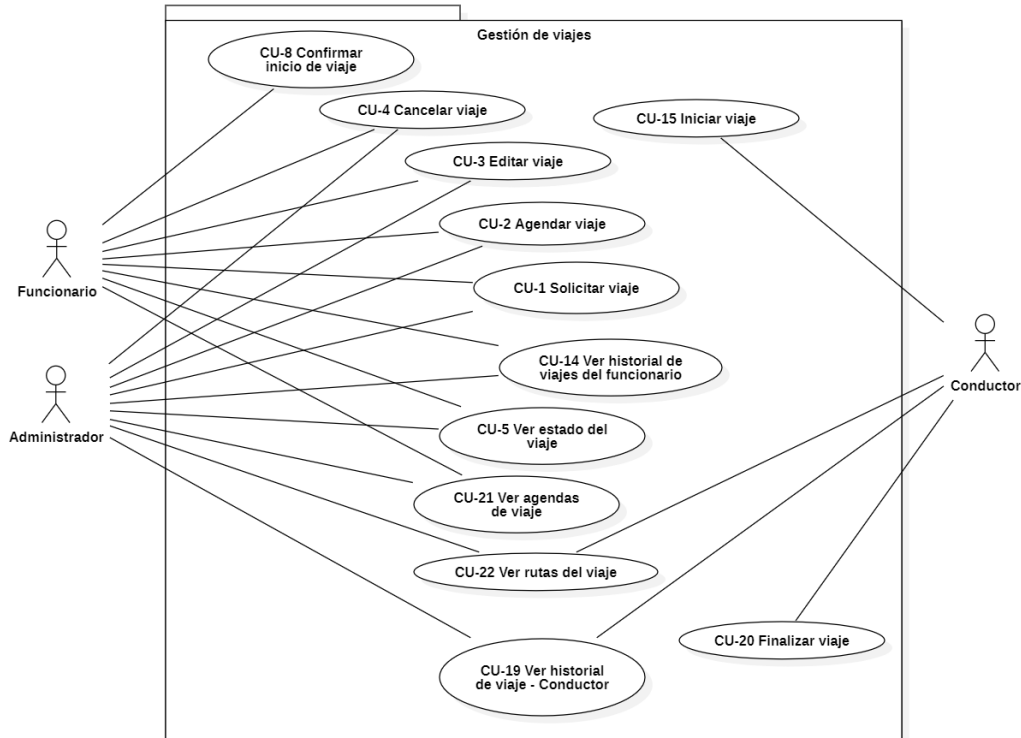 Gestión de viajes
CU-8 Confirmar
inicio de viaje
CU-4 Cancelar viaje
CU-15 Iniciar viaje
CU-3 Editar viaje
CU-2 Agendar viaje
Funcionario
CU-1 Solicitar viaje
CU-14 Ver historial de
viajes del funcionario
Conductor
Administrador
CU-5 Ver estado del
viaje
CU-21 Ver agendas
de viaje
CU-22 Ver rutas del viaje
CU-20 Finalizar viaje
CU-19 Ver historial
de viaje - Conductor